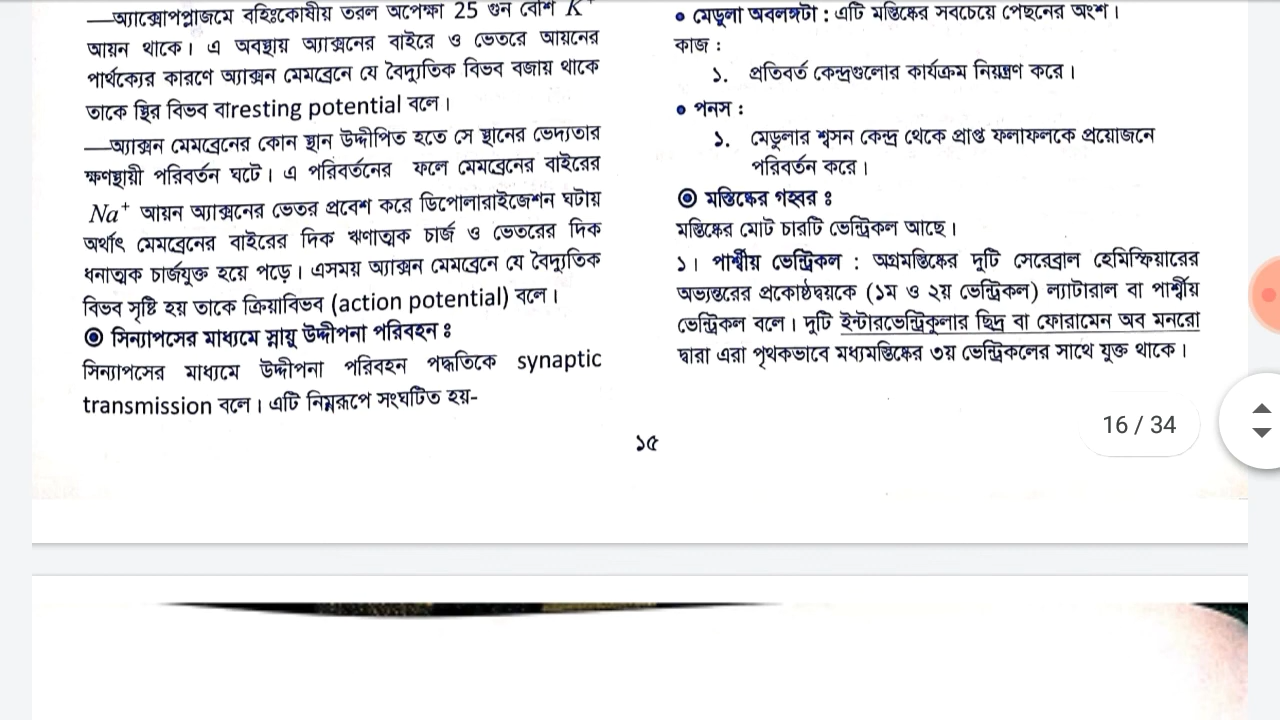 —অ্যাক্সোপ্লাজমে বহিঃকোষীয় তরল অপেক্ষা 25 গুন বেশি K⁺
আয়ন থাকে। এ অবস্থায় অ্যাক্সনের বাইরে ও ভেতরে আয়নের
পার্থক্যের কারণে অ্যাক্সন মেমব্রেনে যে বৈদ্যুতিক বিভব বজায় থাকে
তাকে স্থির বিভব বাresting potential বলে।
—অ্যাক্সন মেমব্রেনের কোন স্থান উদ্দীপিত হতে সে স্থানের ভেদ্যতার
ক্ষণস্থায়ী পরিবর্তন ঘটে। এ পরিবর্তনের ফলে মেমব্রেনের বাইরের
Na⁺ আয়ন অ্যাক্সনের ভেতর প্রবেশ করে ডিপোলারাইজেশন ঘটায়
অর্থাৎ মেমব্রেনের বাইরের দিক ঋণাত্মক চার্জ ও ভেতরের দিক
ধনাত্মক চার্জযুক্ত হয়ে পড়ে। এসময় অ্যাক্সন মেমব্রেনে যে বৈদ্যুতিক
বিভব সৃষ্টি হয় তাকে ক্রিয়াবিভব (action potential) বলে।
◉ সিন্যাপসের মাধ্যমে স্নায়ু উদ্দীপনা পরিবহন ঃ
সিন্যাপসের মাধ্যমে উদ্দীপনা পরিবহন পদ্ধতিকে synaptic
transmission বলে। এটি নিম্নরূপে সংঘটিত হয়-
• মেডুলা অবলঙ্গটা : এটি মস্তিষ্কের সবচেয়ে পেছনের অংশ।
কাজ :
১. প্রতিবর্ত কেন্দ্রগুলোর কার্যক্রম নিয়ন্ত্রণ করে।
• পনস :
১. মেডুলার শ্বসন কেন্দ্র থেকে প্রাপ্ত ফলাফলকে প্রয়োজনে
পরিবর্তন করে।
◉ মস্তিষ্কের গহ্বর ঃ
মস্তিষ্কের মোট চারটি ভেন্ট্রিকল আছে।
১। পার্শ্বীয় ভেন্ট্রিকল : অগ্রমস্তিষ্কের দুটি সেরেব্রাল হেমিস্ফিয়ারের
অভ্যন্তরের প্রকোষ্ঠদ্বয়কে (১ম ও ২য় ভেন্ট্রিকল) ল্যাটারাল বা পার্শ্বীয়
ভেন্ট্রিকল বলে। দুটি ইন্টারভেন্ট্রিকুলার ছিদ্র বা ফোরামেন অব মনরো
দ্বারা এরা পৃথকভাবে মধ্যমস্তিষ্কের ৩য় ভেন্ট্রিকলের সাথে যুক্ত থাকে।
16 / 34
১৫